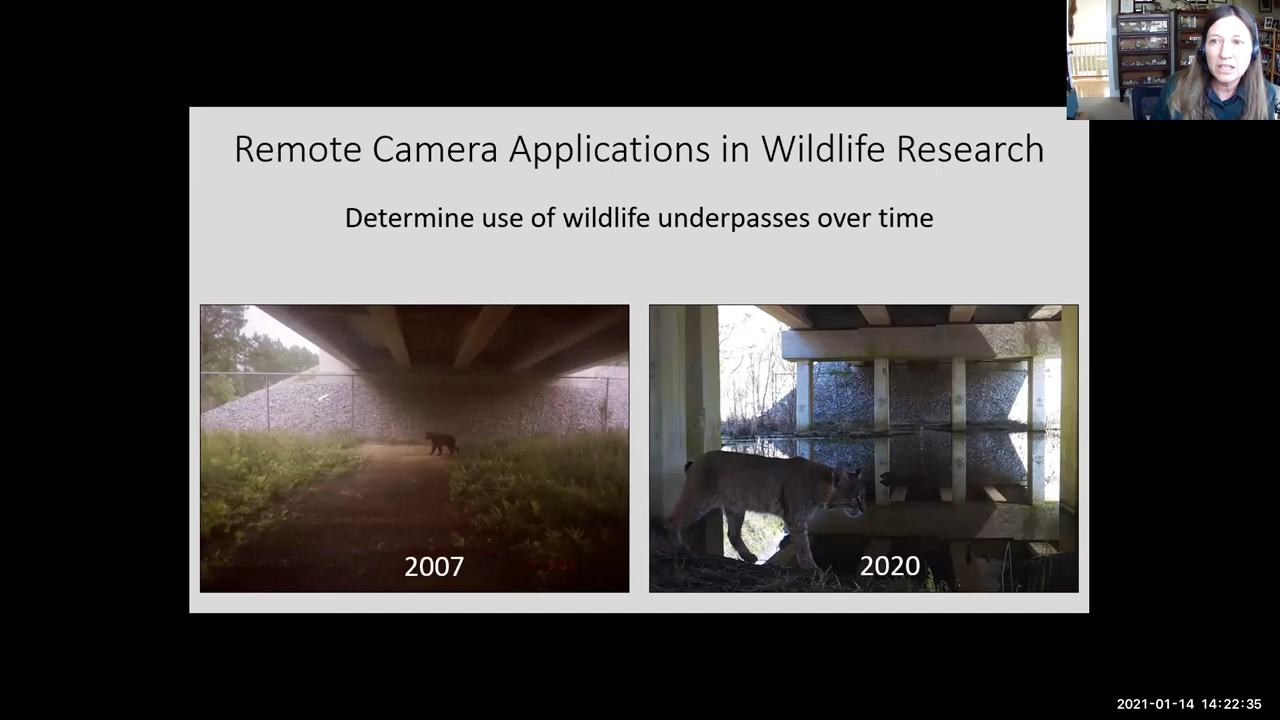 Remote Camera Applications in Wildlife Research
Determine use of wildlife underpasses over time
2007
2020
2021-01-14 14:22:35